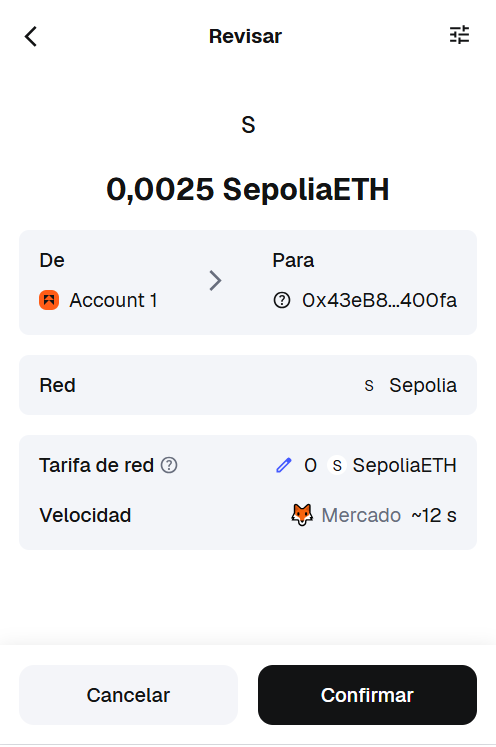 Revisar
S
0,0025 SepoliaETH
De
Para
Account 1
0x43eB8...400fa
Red
S Sepolia
Tarifa de red
0 S SepoliaETH
Velocidad
Mercado ~12 s
Cancelar
Confirmar